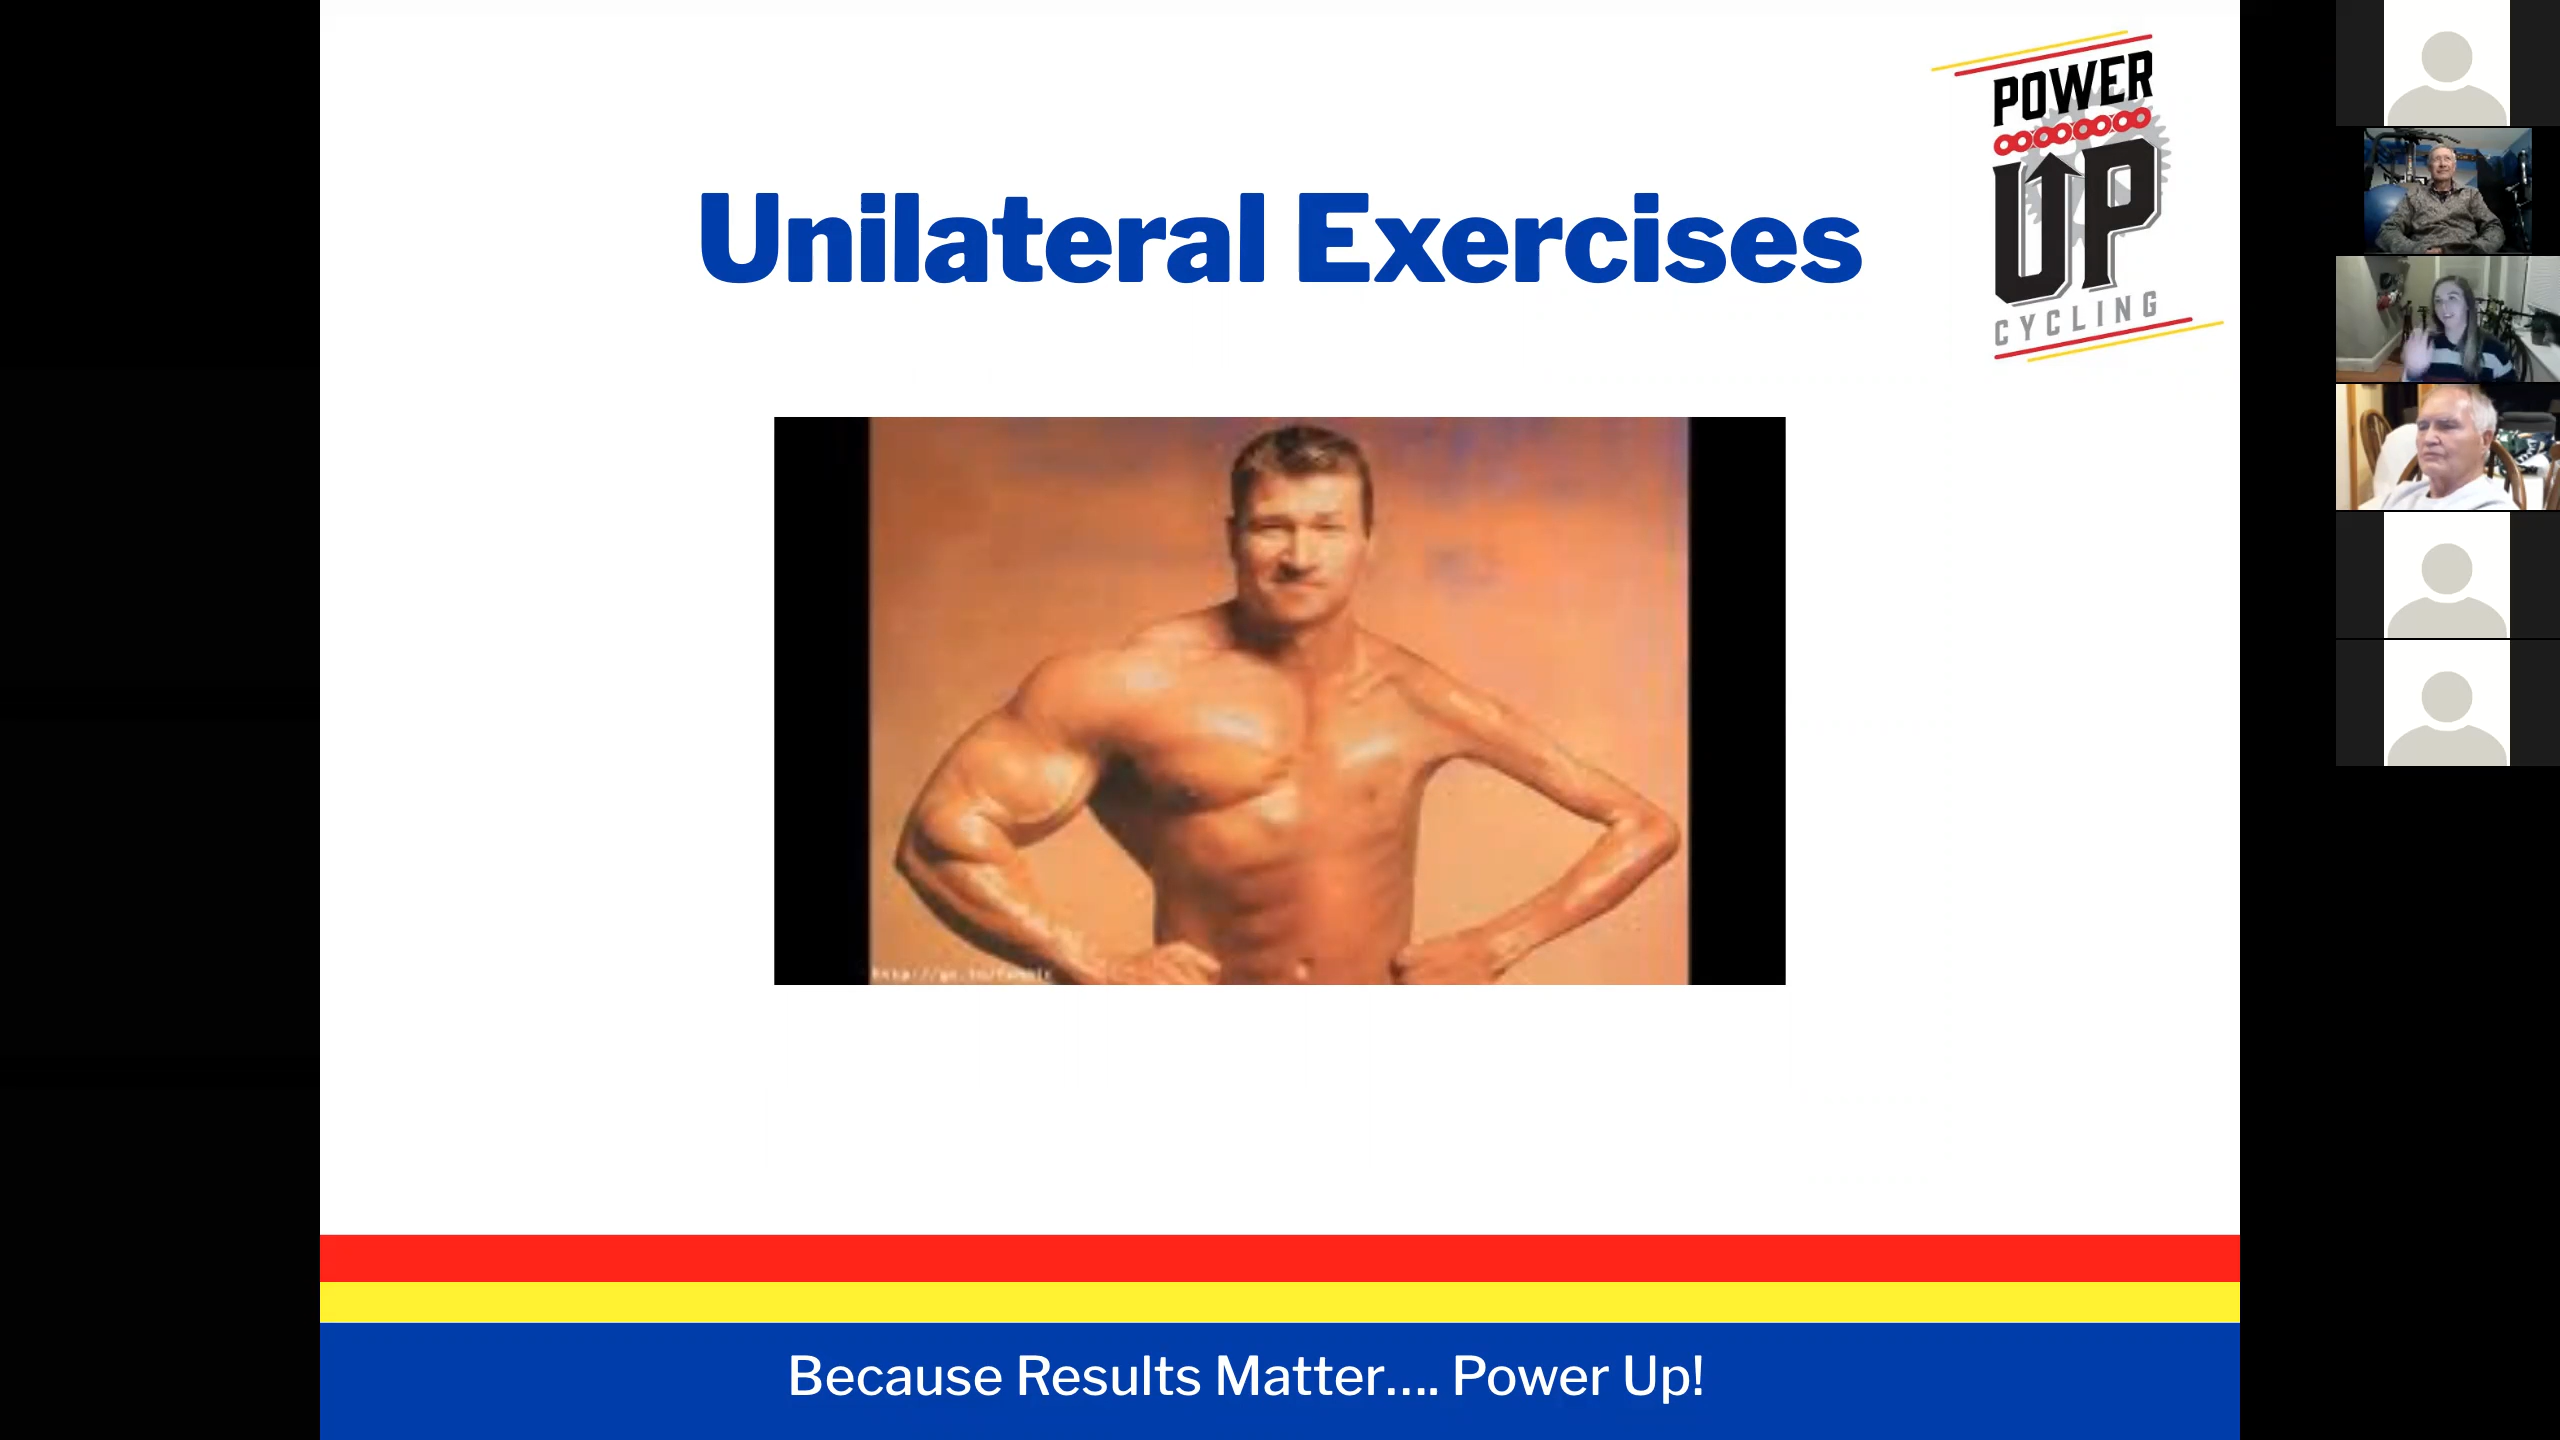 Unilateral Exercises
POWER
UP
CYCLING
Because Results Matter.... Power Up!